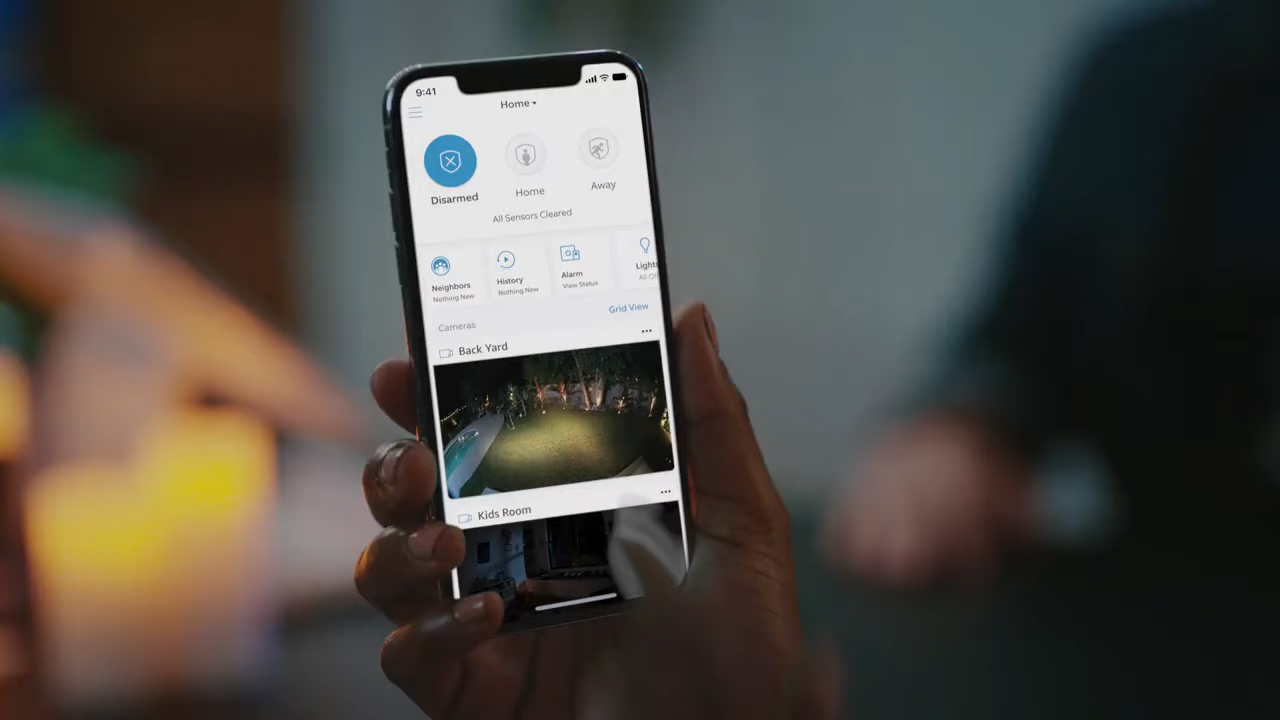 9:41
Home
Disarmed
Home
Away
All Sensors Cleared
Neighbors
Nothing New
History
Nothing New
Alarm
View Status
All
Grid View
Cameras
Back Yard
Kids Room